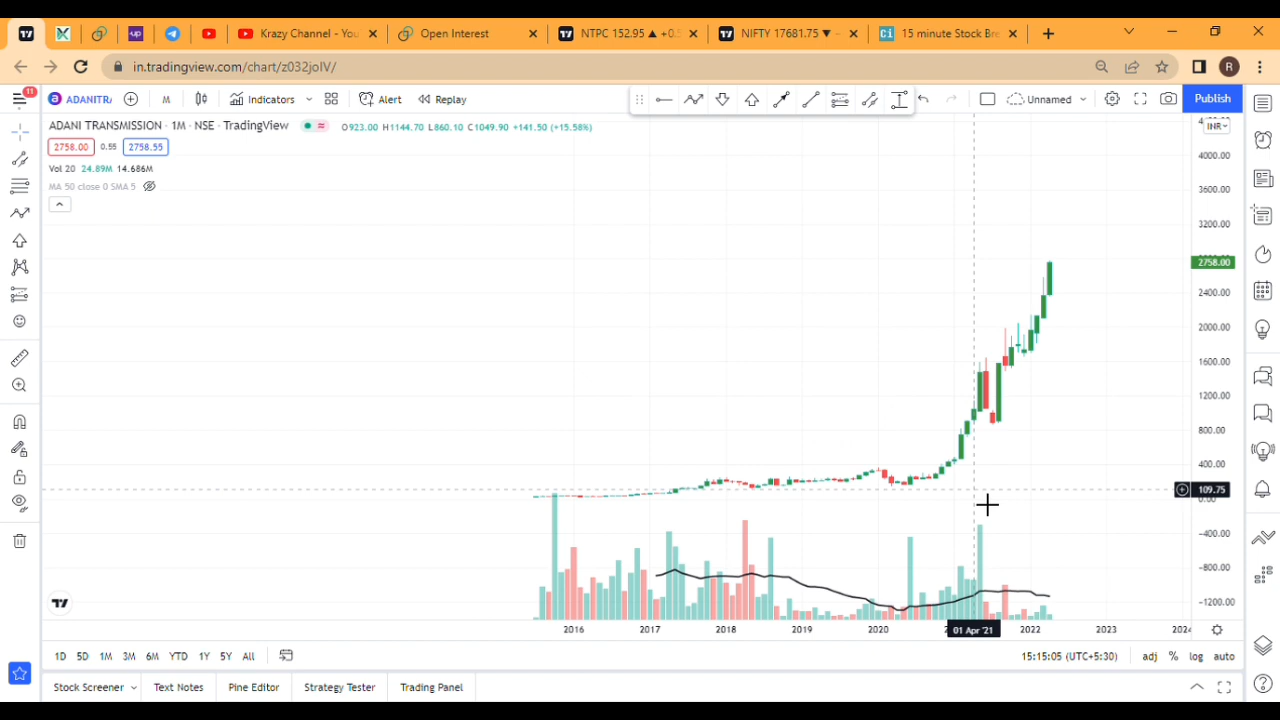 up
Krazy Channel - You
Open Interest
NTPC 152.95 ▲ +0.
NIFTY 17681.75 ▼ -
Ci
15 minute Stock Bre
in.tradingview.com/chart/z032jolV/
R
11
ADANITR
M
Indicators
Alert
Replay
Unnamed
Publish
ADANI TRANSMISSION · 1M · NSE · TradingView
O923.00 H1144.70 L860.10 C1049.90 +141.50 (+15.58%)
INR
2758.00
0.55
2758.55
Vol 20 24.89M 14.686M
MA 50 close 0 SMA 5
4000.00
3600.00
3200.00
2758.00
2400.00
2000.00
1600.00
1200.00
800.00
400.00
109.75
−400.00
−800.00
−1200.00
2016
2017
2018
2019
2020
01 Apr '21
2022
2023
2024
1D
5D
1M
3M
6M
YTD
1Y
5Y
All
15:15:05 (UTC+5:30)
adj
%
log
auto
Stock Screener
Text Notes
Pine Editor
Strategy Tester
Trading Panel